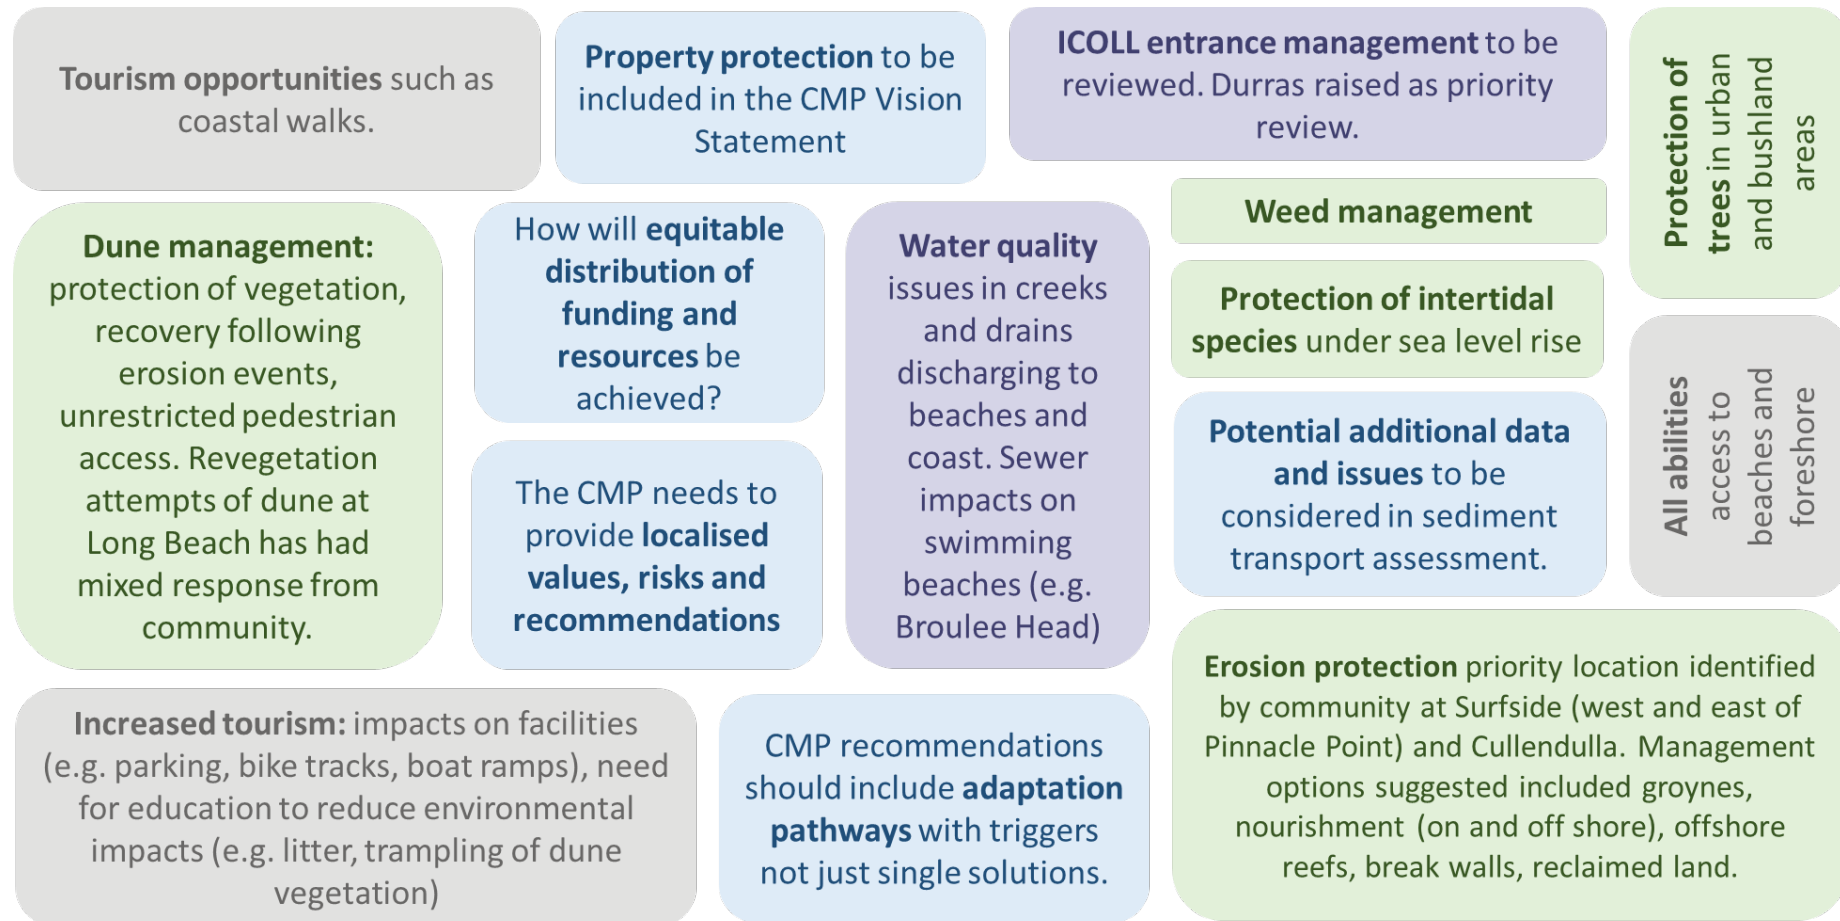 Tourism opportunities such as
coastal walks.
Property protection to be
included in the CMP Vision
Statement
ICOLL entrance management to be
reviewed. Durras raised as priority
review.
Protection of
trees in urban
and bushland
areas
Dune management:
protection of vegetation,
recovery following
erosion events,
unrestricted pedestrian
access. Revegetation
attempts of dune at
Long Beach has had
mixed response from
community.
How will equitable
distribution of
funding and
resources be
achieved?
Water quality
issues in creeks
and drains
discharging to
beaches and
coast. Sewer
impacts on
swimming
beaches (e.g.
Broulee Head)
Weed management
Protection of intertidal
species under sea level rise
All abilities
access to
beaches and
foreshore
The CMP needs to
provide localised
values, risks and
recommendations
Potential additional data
and issues to be
considered in sediment
transport assessment.
Increased tourism: impacts on facilities
(e.g. parking, bike tracks, boat ramps), need
for education to reduce environmental
impacts (e.g. litter, trampling of dune
vegetation)
CMP recommendations
should include adaptation
pathways with triggers
not just single solutions.
Erosion protection priority location identified
by community at Surfside (west and east of
Pinnacle Point) and Cullendulla. Management
options suggested included groynes,
nourishment (on and off shore), offshore
reefs, break walls, reclaimed land.